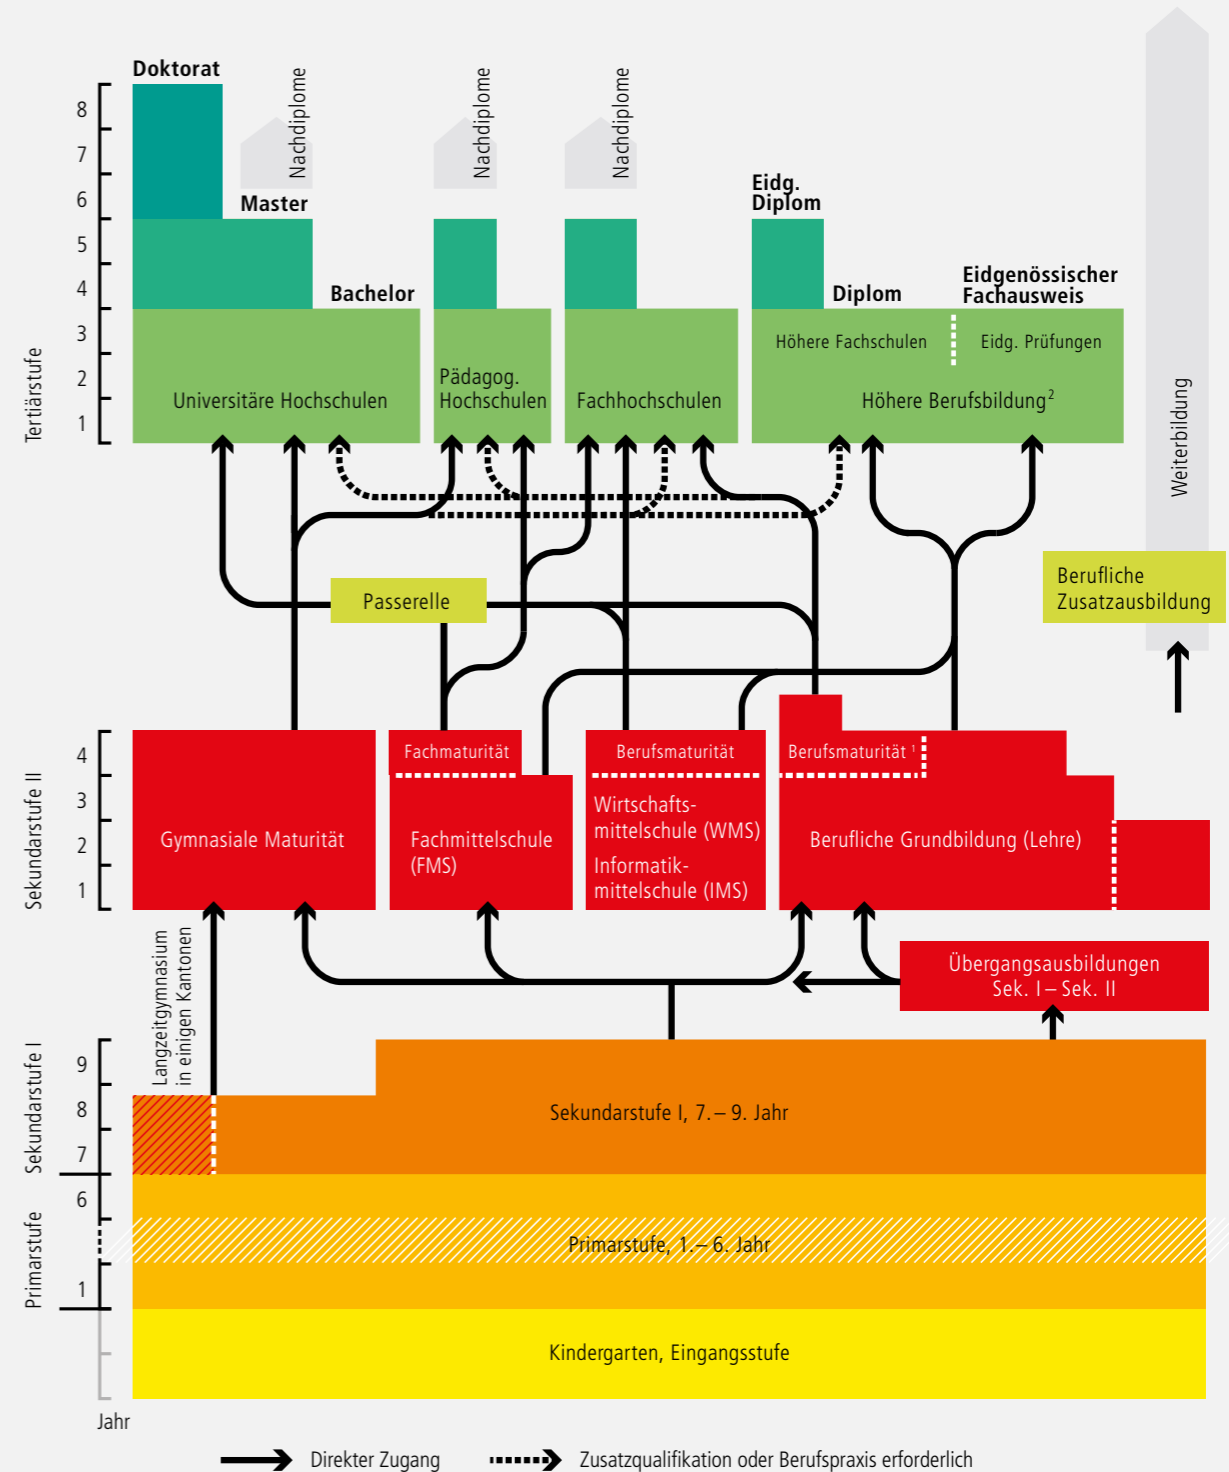 Doktorat
Nachdiplome
Nachdiplome
Nachdiplome
Master
Eidg.
Diplom
Bachelor
Diplom
Eidgenössischer
Fachausweis
Tertiärstufe
8
7
6
5
4
3
2
1
Höhere Fachschulen
Eidg. Prüfungen
Universitäre Hochschulen
Pädagog.
Hochschulen
Fachhochschulen
Höhere Berufsbildung²
Weiterbildung
Passerelle
Berufliche
Zusatzausbildung
Sekundarstufe II
4
3
2
1
Fachmaturität
Berufsmaturität
Berufsmaturität ¹
Gymnasiale Maturität
Fachmittelschule
(FMS)
Wirtschafts-
mittelschule (WMS)
Informatik-
mittelschule (IMS)
Berufliche Grundbildung (Lehre)
Langzeitgymnasium
in einigen Kantonen
Übergangsausbildungen
Sek. I – Sek. II
Sekundarstufe I
9
8
7
Sekundarstufe I, 7. – 9. Jahr
Primarstufe
6
1
Primarstufe, 1. – 6. Jahr
Kindergarten, Eingangsstufe
Jahr
Direkter Zugang
Zusatzqualifikation oder Berufspraxis erforderlich